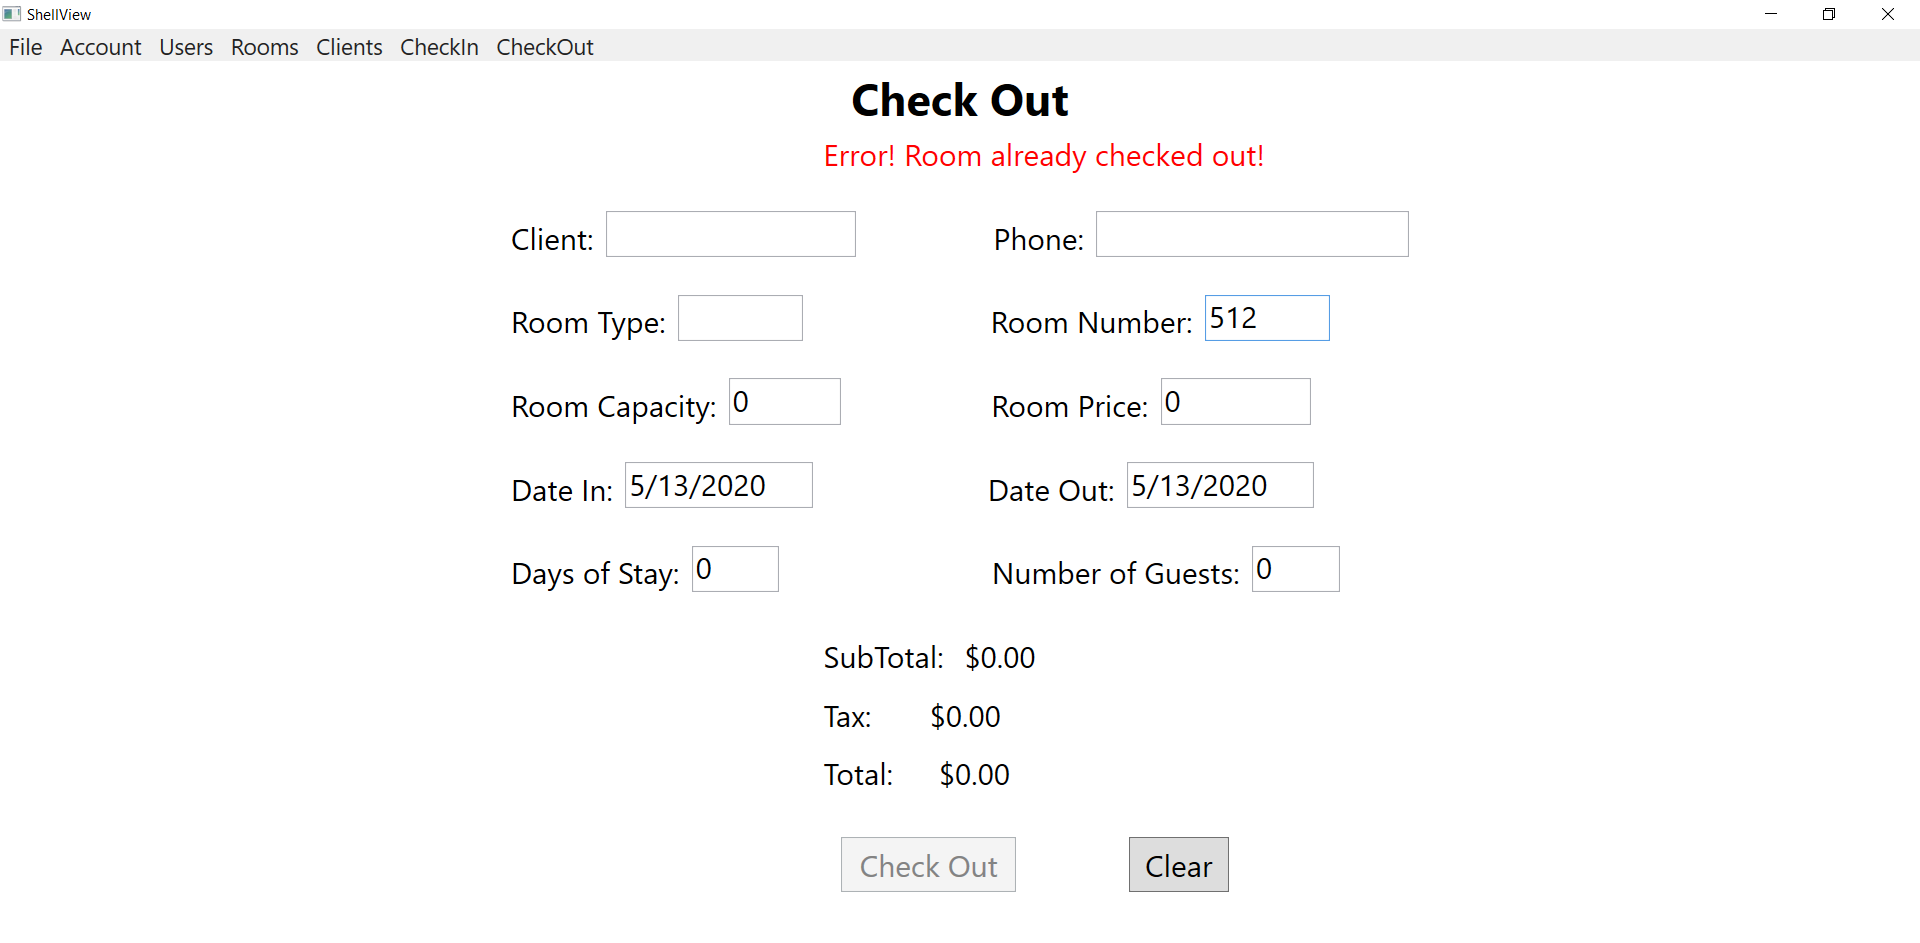 ShellView
File Account Users Rooms Clients CheckIn CheckOut
Check Out
Error! Room already checked out!
Client: Phone:
Room Type: Room Number: 512
Room Capacity: 0 Room Price: 0
Date In: 5/13/2020 Date Out: 5/13/2020
Days of Stay: 0 Number of Guests: 0
SubTotal: $0.00
Tax: $0.00
Total: $0.00
Check Out Clear